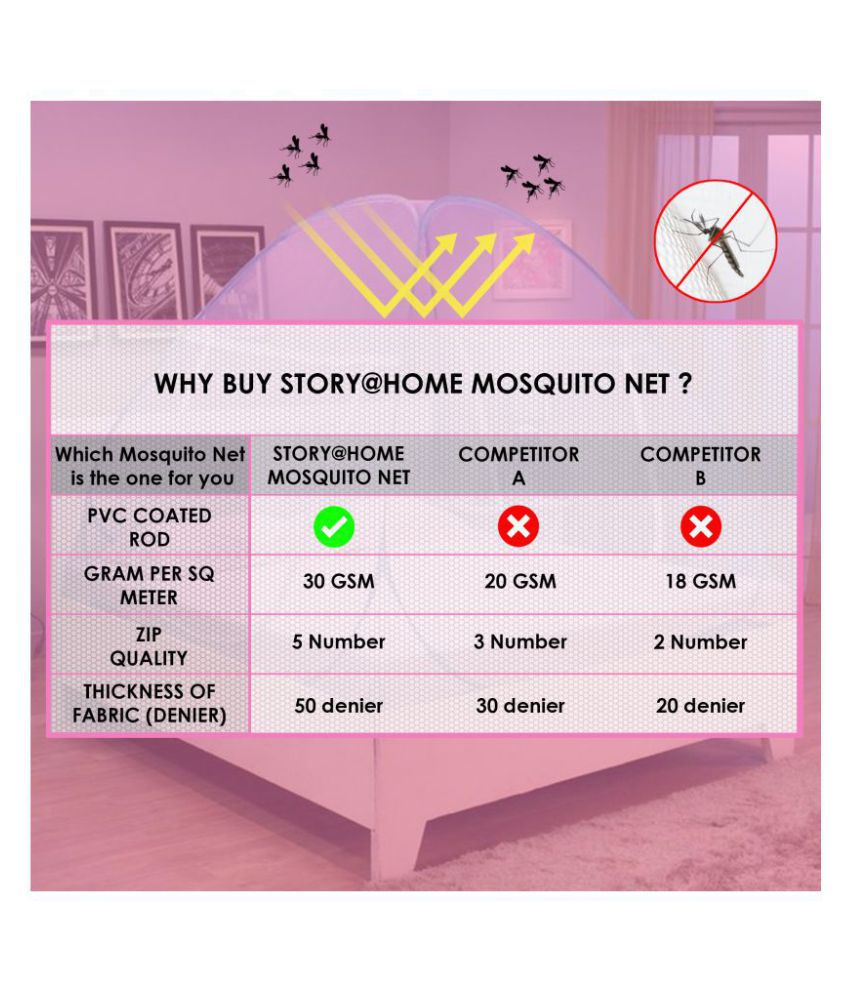 WHY BUY STORY@HOME MOSQUITO NET ?
Which Mosquito Net
is the one for you
STORY@HOME
MOSQUITO NET
COMPETITOR
A
COMPETITOR
B
PVC COATED
ROD
GRAM PER SQ
METER
30 GSM
20 GSM
18 GSM
ZIP
QUALITY
5 Number
3 Number
2 Number
THICKNESS OF
FABRIC (DENIER)
50 denier
30 denier
20 denier